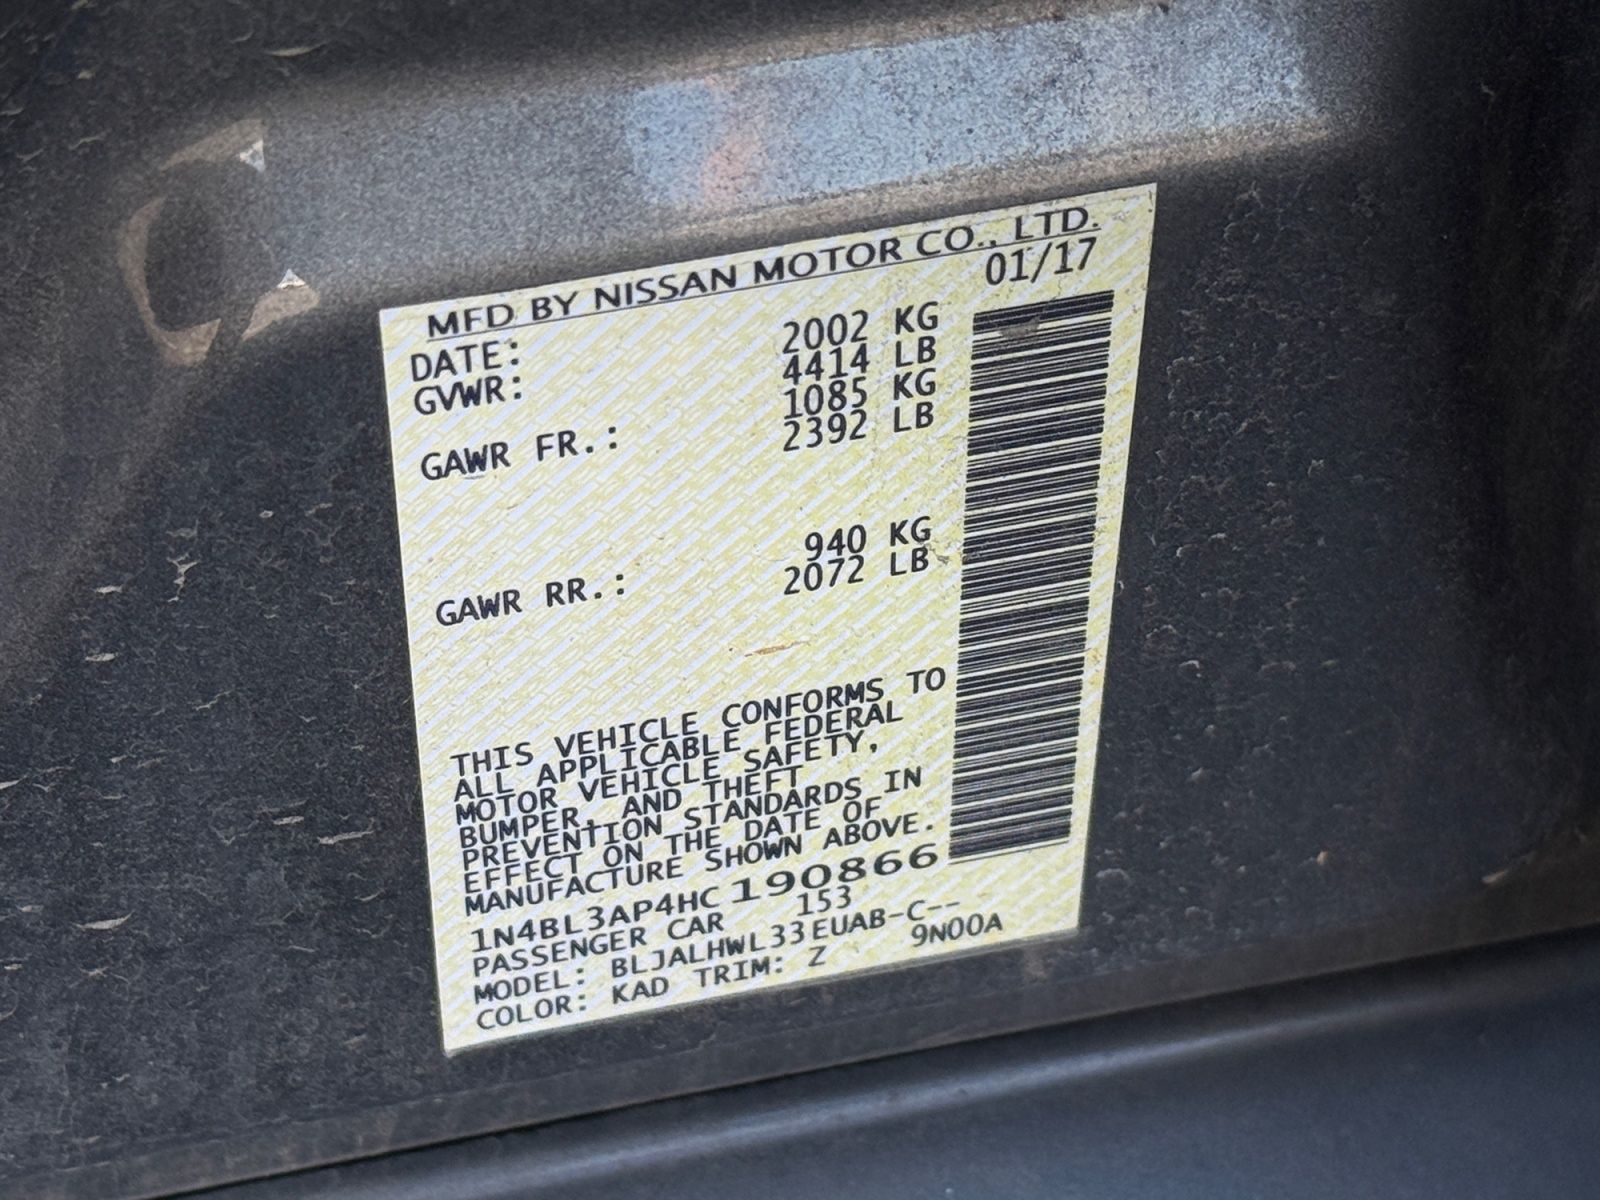 MFD BY NISSAN MOTOR CO., LTD.
DATE: 01/17
GVWR: 2002 KG
4414 LB
GAWR FR.: 1085 KG
2392 LB
GAWR RR.: 940 KG
2072 LB
THIS VEHICLE CONFORMS TO
ALL APPLICABLE FEDERAL
MOTOR VEHICLE SAFETY,
BUMPER, AND THEFT
PREVENTION STANDARDS IN
EFFECT ON THE DATE OF
MANUFACTURE SHOWN ABOVE.
1N4BL3AP4HC190866
PASSENGER CAR 153
MODEL: BLJALHWL33EUAB-C--
COLOR: KAD TRIM: Z 9N00A